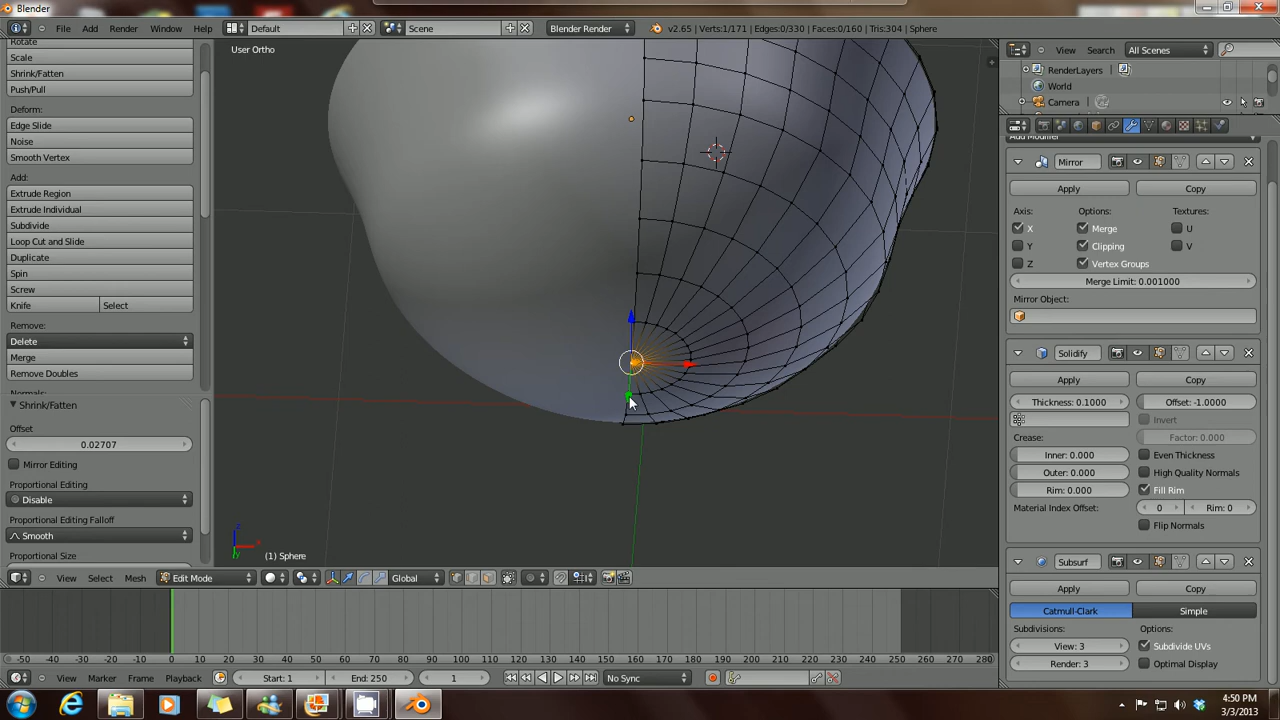 Blender
File Add Render Window Help Default Scene Blender Render v2.65 | Verts:1/171 | Edges:0/330 | Faces:0/160 | Tris:304 | Sphere
Rotate
Scale
Shrink/Fatten
Push/Pull
Deform:
Edge Slide
Noise
Smooth Vertex
Add:
Extrude Region
Extrude Individual
Subdivide
Loop Cut and Slide
Duplicate
Spin
Screw
Knife Select
Remove:
Delete
Merge
Remove Doubles
Normals:
Shrink/Fatten
Offset
0.02707
Mirror Editing
Proportional Editing
Disable
Proportional Editing Falloff
Smooth
Proportional Size
User Ortho
z
x
y
(1) Sphere
View Select Mesh Edit Mode Global
View Search All Scenes
RenderLayers
World
Camera
Add Modifier
Mirror
Apply Copy
Axis: Options: Textures:
X Merge U
Y Clipping V
Z Vertex Groups
Merge Limit: 0.001000
Mirror Object:
Solidify
Apply Copy
Thickness: 0.1000 Offset: -1.0000
Invert
Crease: Factor: 0.000
Inner: 0.000 Even Thickness
Outer: 0.000 High Quality Normals
Rim: 0.000 Fill Rim
Material Index Offset: 0 Rim: 0
Flip Normals
Subsurf
Apply Copy
Catmull-Clark Simple
Subdivisions: Options:
View: 3 Subdivide UVs
Render: 3 Optimal Display
-50 -40 -30 -20 -10 0 10 20 30 40 50 60 70 80 90 100 110 120 130 140 150 160 170 180 190 200 210 220 230 240 250 260 270 280
View Marker Frame Playback Start: 1 End: 250 1 No Sync
4:50 PM
3/3/2013